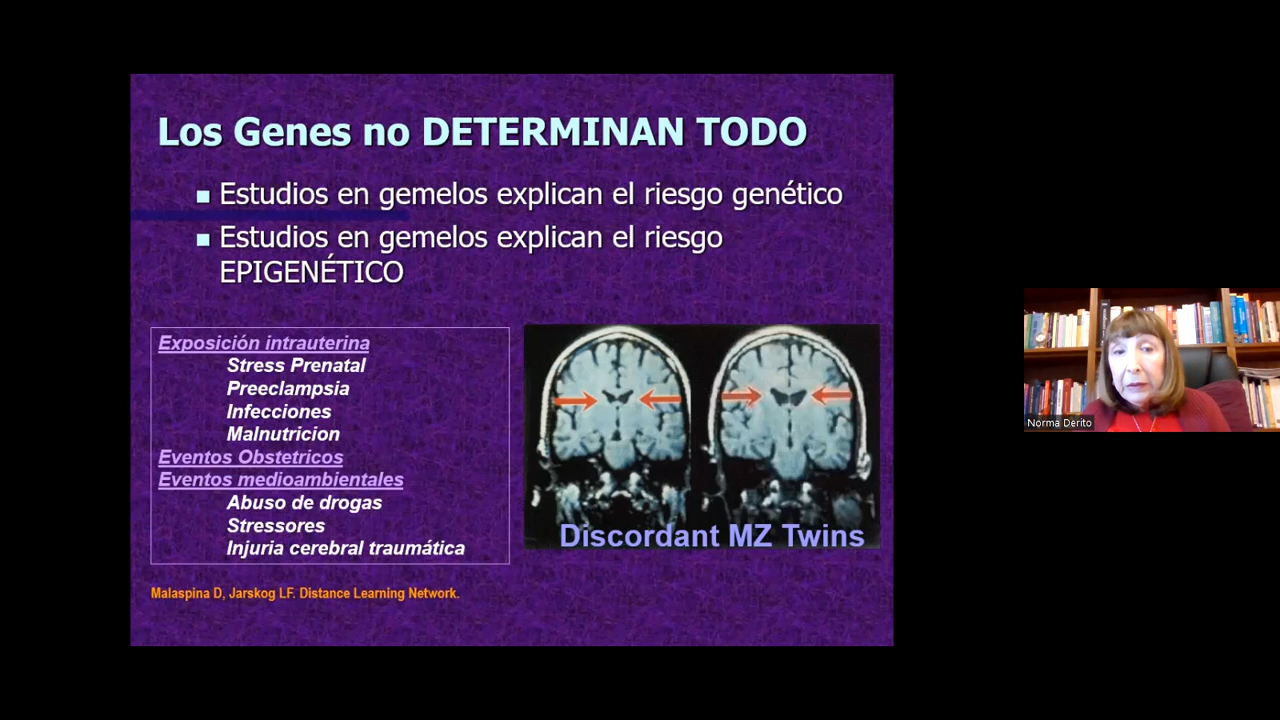 Los Genes no DETERMINAN TODO
Estudios en gemelos explican el riesgo genético
Estudios en gemelos explican el riesgo
EPIGENÉTICO
Exposición intrauterina
Stress Prenatal
Preeclampsia
Infecciones
Malnutricion
Eventos Obstetricos
Eventos medioambientales
Abuso de drogas
Stressores
Injuria cerebral traumática
Discordant MZ Twins
Malaspina D, Jarskog LF. Distance Learning Network.
Norma Derito